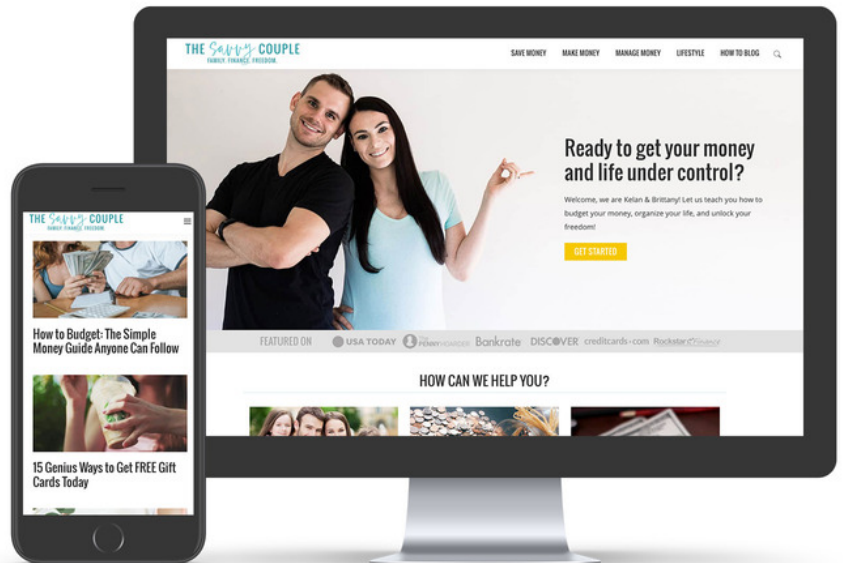 THE Savvy COUPLE
FAMILY. FINANCE. FREEDOM.
SAVE MONEY MAKE MONEY MANAGE MONEY LIFESTYLE HOW TO BLOG
Ready to get your money
and life under control?
Welcome, we are Kelan & Brittany! Let us teach you how to
budget your money, organize your life, and unlock your
freedom!
GET STARTED
FEATURED ON USA TODAY The PENNYHOARDER Bankrate DISCOVER creditcards.com Rockstar Finance
HOW CAN WE HELP YOU?
THE Savvy COUPLE
FAMILY. FINANCE. FREEDOM.
How to Budget: The Simple
Money Guide Anyone Can Follow
15 Genius Ways to Get FREE Gift
Cards Today